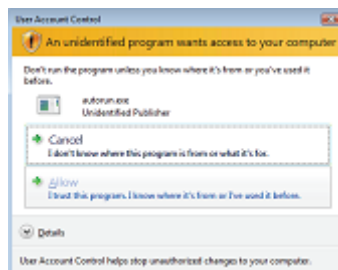 User Account Control
An unidentified program wants access to your computer
Don't run the program unless you know where it's from or you've used it
before.
autorun.exe
Unidentified Publisher
Cancel
I don't know where this program is from or what it's for.
Allow
I trust this program. I know where it's from or I've used it before.
Details
User Account Control helps stop unauthorized changes to your computer.